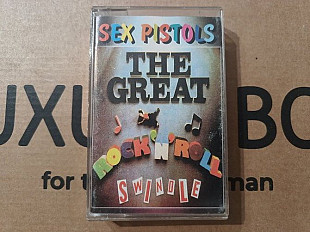 SEX PISTOLS
THE
GREAT
ROCK 'N' ROLL
SWINDLE
UXU BO
for t man